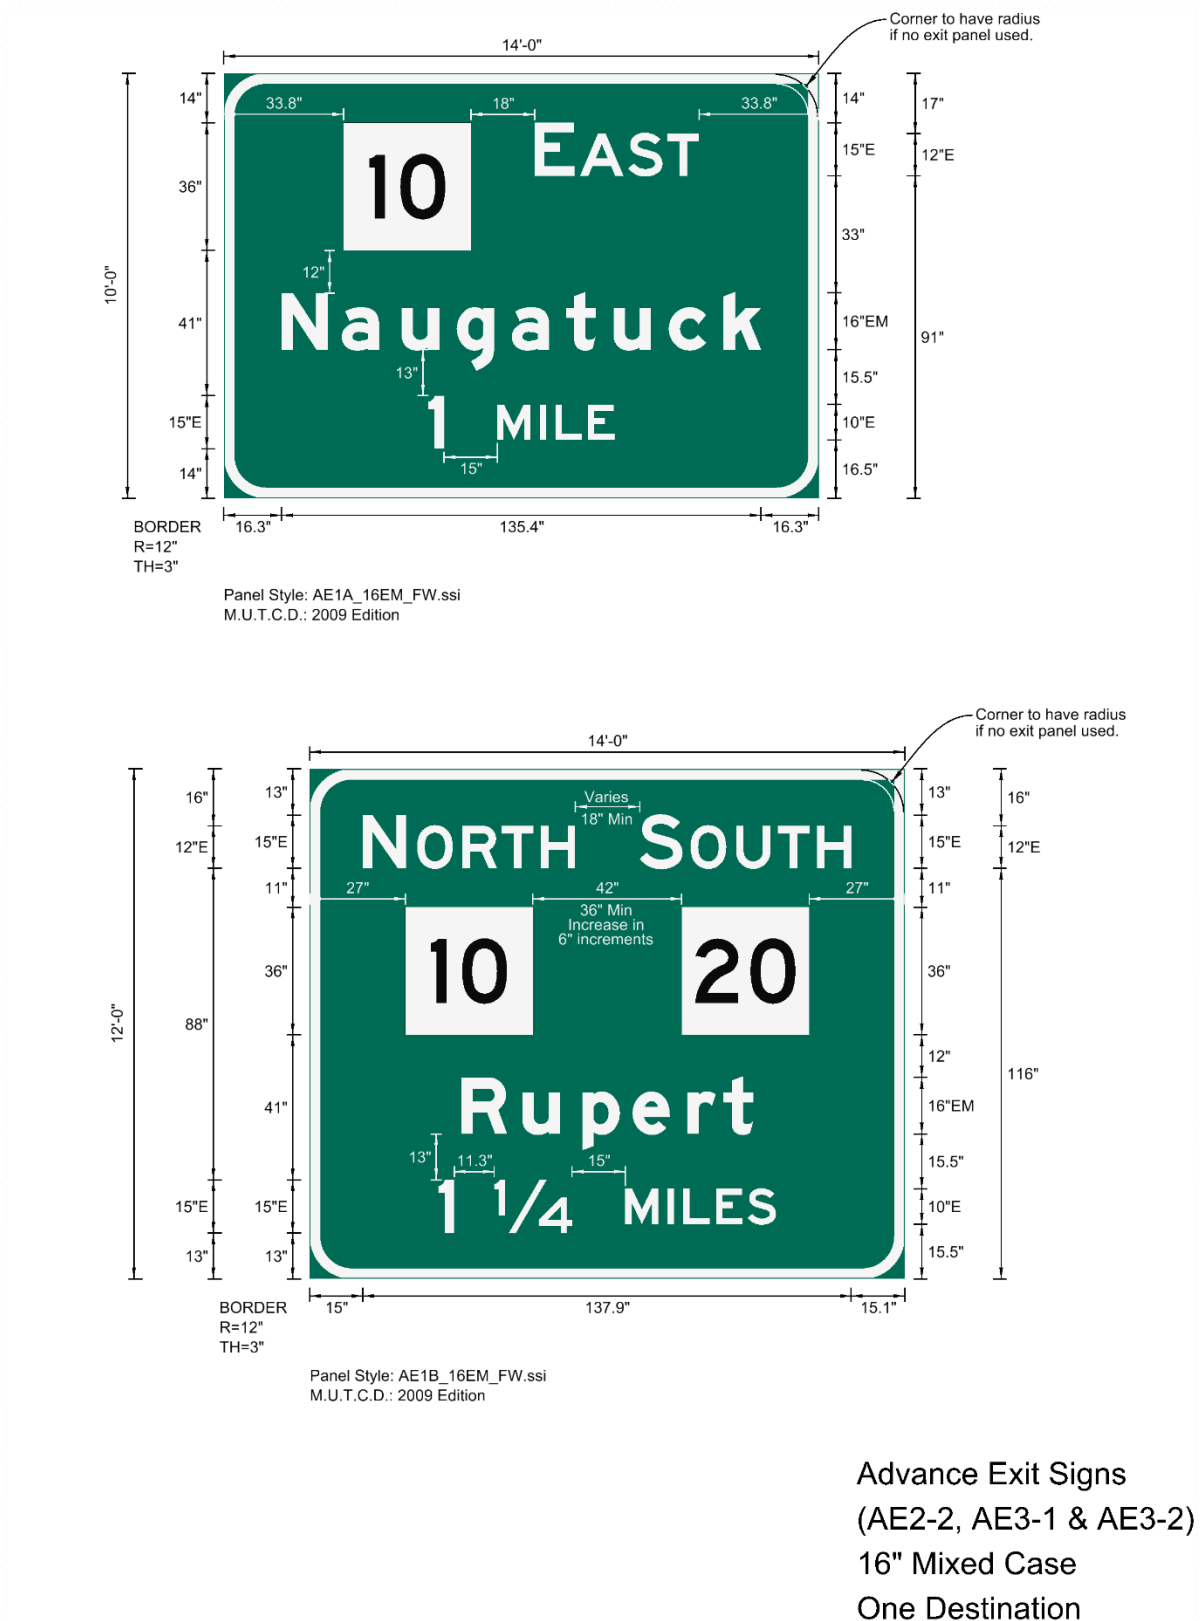 Corner to have radius
if no exit panel used.
14'-0"
14"
33.8"
18"
33.8"
14"
17"
EAST
15"E
12"E
10
36"
33"
12"
10'-0"
Naugatuck
41"
16"EM
91"
13"
15.5"
1 MILE
15"E
10"E
15"
14"
16.5"
16.3"
135.4"
16.3"
BORDER
R=12"
TH=3"
Panel Style: AE1A_16EM_FW.ssi
M.U.T.C.D.: 2009 Edition
Corner to have radius
if no exit panel used.
14'-0"
16"
13"
Varies
18" Min
13"
16"
NORTH SOUTH
12"E
15"E
15"E
12"E
11"
27"
42"
27"
11"
36" Min
Increase in
6" increments
10
20
36"
36"
12'-0"
88"
12"
116"
Rupert
41"
16"EM
13"
11.3"
15"
15.5"
1 1/4 MILES
15"E
15"E
10"E
13"
13"
15.5"
15"
137.9"
15.1"
BORDER
R=12"
TH=3"
Panel Style: AE1B_16EM_FW.ssi
M.U.T.C.D.: 2009 Edition
Advance Exit Signs
(AE2-2, AE3-1 & AE3-2)
16" Mixed Case
One Destination